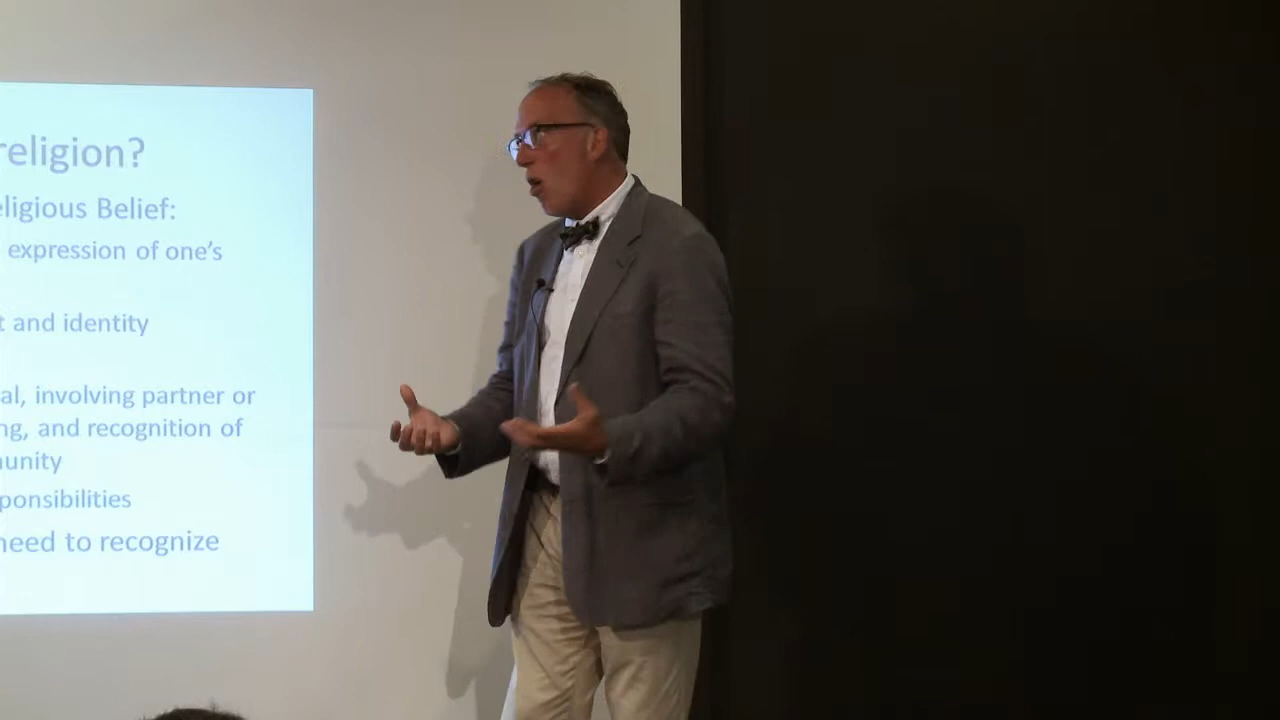 religion?
eligious Belief:
expression of one's
t and identity
al, involving partner or
ng, and recognition of
unity
ponsibilities
need to recognize